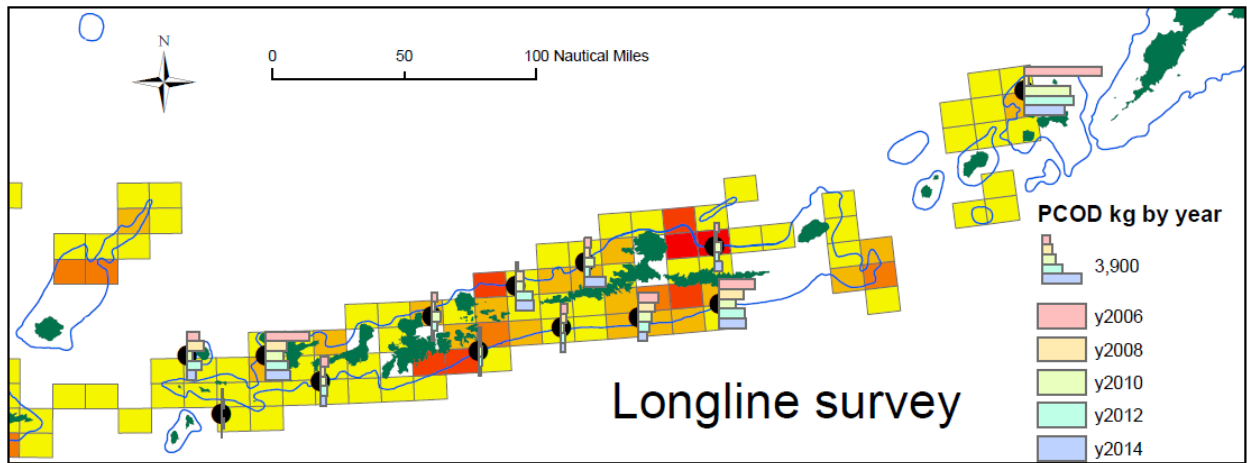 N
0 50 100 Nautical Miles
PCOD kg by year
3,900
y2006
y2008
y2010
y2012
y2014
Longline survey